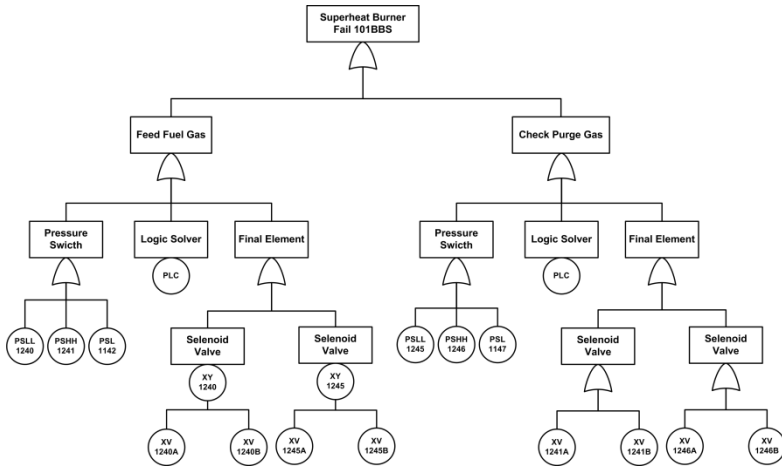 Superheat Burner
Fail 101BBS
Feed Fuel Gas
Check Purge Gas
Pressure
Swicth
Logic Solver
Final Element
Pressure
Swicth
Logic Solver
Final Element
PLC
PLC
PSLL
1240
PSHH
1241
PSL
1142
Selenoid
Valve
Selenoid
Valve
PSLL
1245
PSHH
1246
PSL
1147
Selenoid
Valve
Selenoid
Valve
XY
1240
XY
1245
XV
1240A
XV
1240B
XV
1245A
XV
1245B
XV
1241A
XV
1241B
XV
1246A
XV
1246B